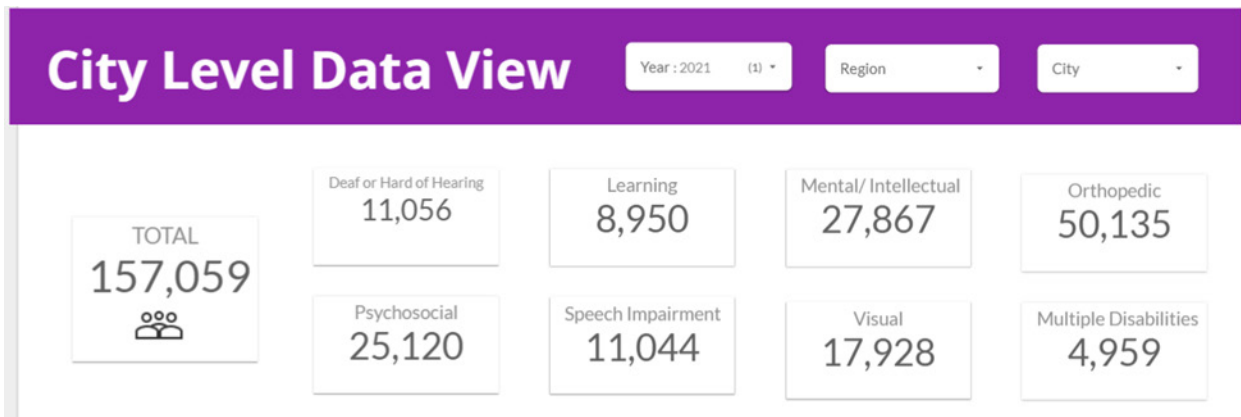 City Level Data View
Year : 2021 (1)
Region
City
TOTAL
157,059
Deaf or Hard of Hearing
11,056
Learning
8,950
Mental/ Intellectual
27,867
Orthopedic
50,135
Psychosocial
25,120
Speech Impairment
11,044
Visual
17,928
Multiple Disabilities
4,959